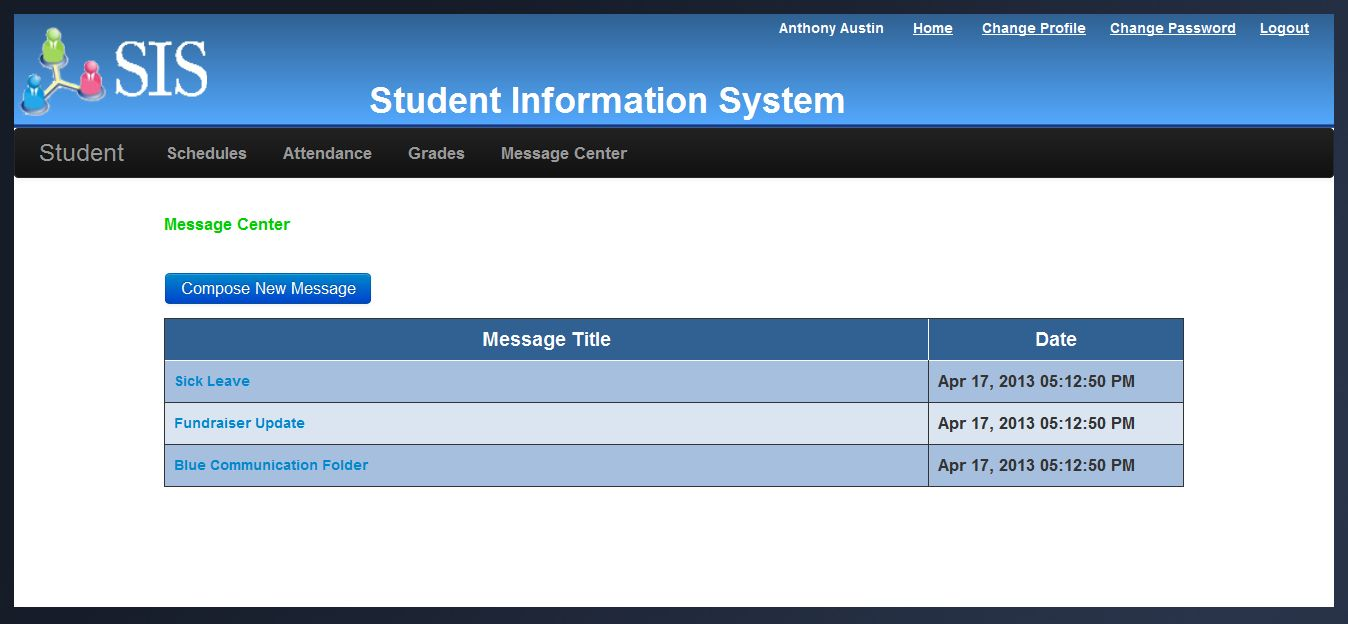 Anthony Austin Home Change Profile Change Password Logout
SIS
Student Information System
Student Schedules Attendance Grades Message Center
Message Center
Compose New Message
Message Title Date
Sick Leave Apr 17, 2013 05:12:50 PM
Fundraiser Update Apr 17, 2013 05:12:50 PM
Blue Communication Folder Apr 17, 2013 05:12:50 PM